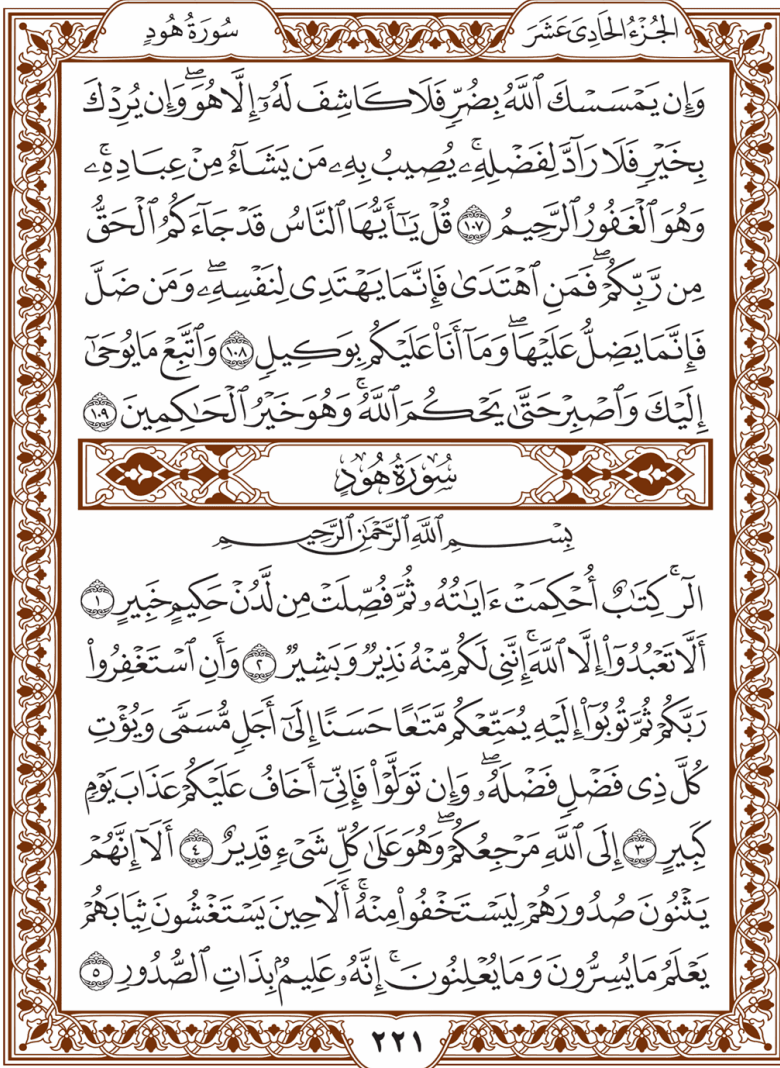 الجُزْءُ الحَادِىَ عَشَرَ
سُورَةُ هُودٍ
وَإِن يَمْسَسْكَ ٱللَّهُ بِضُرٍّ فَلَا كَاشِفَ لَهُۥٓ إِلَّا هُوَۖ وَإِن يُرِدْكَ
بِخَيْرٍ فَلَا رَآدَّ لِفَضْلِهِۦۚ يُصِيبُ بِهِۦ مَن يَشَآءُ مِنْ عِبَادِهِۦۚ
وَهُوَ ٱلْغَفُورُ ٱلرَّحِيمُ ١٠٧ قُلْ يَٰٓأَيُّهَا ٱلنَّاسُ قَدْ جَآءَكُمُ ٱلْحَقُّ
مِن رَّبِّكُمْۖ فَمَنِ ٱهْتَدَىٰ فَإِنَّمَا يَهْتَدِى لِنَفْسِهِۦۖ وَمَن ضَلَّ
فَإِنَّمَا يَضِلُّ عَلَيْهَاۖ وَمَآ أَنَا۠ عَلَيْكُم بِوَكِيلٍ ١٠٨ وَٱتَّبِعْ مَا يُوحَىٰٓ
إِلَيْكَ وَٱصْبِرْ حَتَّىٰ يَحْكُمَ ٱللَّهُۚ وَهُوَ خَيْرُ ٱلْحَٰكِمِينَ ١٠٩
سُورَةُ هُودٍ
بِسْمِ ٱللَّهِ ٱلرَّحْمَٰنِ ٱلرَّحِيمِ
الٓرۚ كِتَٰبٌ أُحْكِمَتْ ءَايَٰتُهُۥ ثُمَّ فُصِّلَتْ مِن لَّدُنْ حَكِيمٍ خَبِيرٍ ١
أَلَّا تَعْبُدُوٓا۟ إِلَّا ٱللَّهَۚ إِنَّنِى لَكُم مِّنْهُ نَذِيرٌ وَبَشِيرٌ ٢ وَأَنِ ٱسْتَغْفِرُوا۟
رَبَّكُمْ ثُمَّ تُوبُوٓا۟ إِلَيْهِ يُمَتِّعْكُم مَّتَٰعًا حَسَنًا إِلَىٰٓ أَجَلٍ مُّسَمًّى وَيُؤْتِ
كُلَّ ذِى فَضْلٍ فَضْلَهُۥۖ وَإِن تَوَلَّوْا۟ فَإِنِّىٓ أَخَافُ عَلَيْكُمْ عَذَابَ يَوْمٍ
كَبِيرٍ ٣ إِلَى ٱللَّهِ مَرْجِعُكُمْۖ وَهُوَ عَلَىٰ كُلِّ شَىْءٍ قَدِيرٌ ٤ أَلَآ إِنَّهُمْ
يَثْنُونَ صُدُورَهُمْ لِيَسْتَخْفُوا۟ مِنْهُۚ أَلَا حِينَ يَسْتَغْشُونَ ثِيَابَهُمْ
يَعْلَمُ مَا يُسِرُّونَ وَمَا يُعْلِنُونَۚ إِنَّهُۥ عَلِيمٌۢ بِذَاتِ ٱلصُّدُورِ ٥
٢٢١